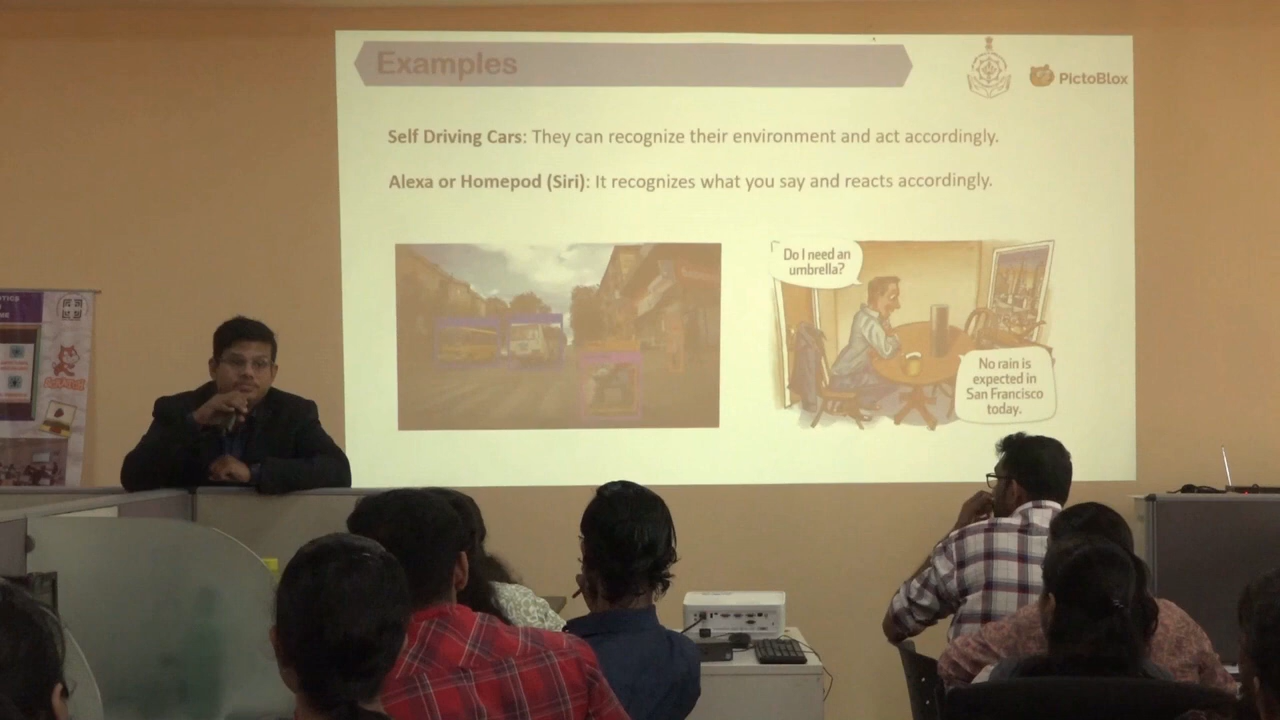 Examples
PictoBlox
Self Driving Cars: They can recognize their environment and act accordingly.
Alexa or Homepod (Siri): It recognizes what you say and reacts accordingly.
Do I need an
umbrella?
No rain is
expected in
San Francisco
today.